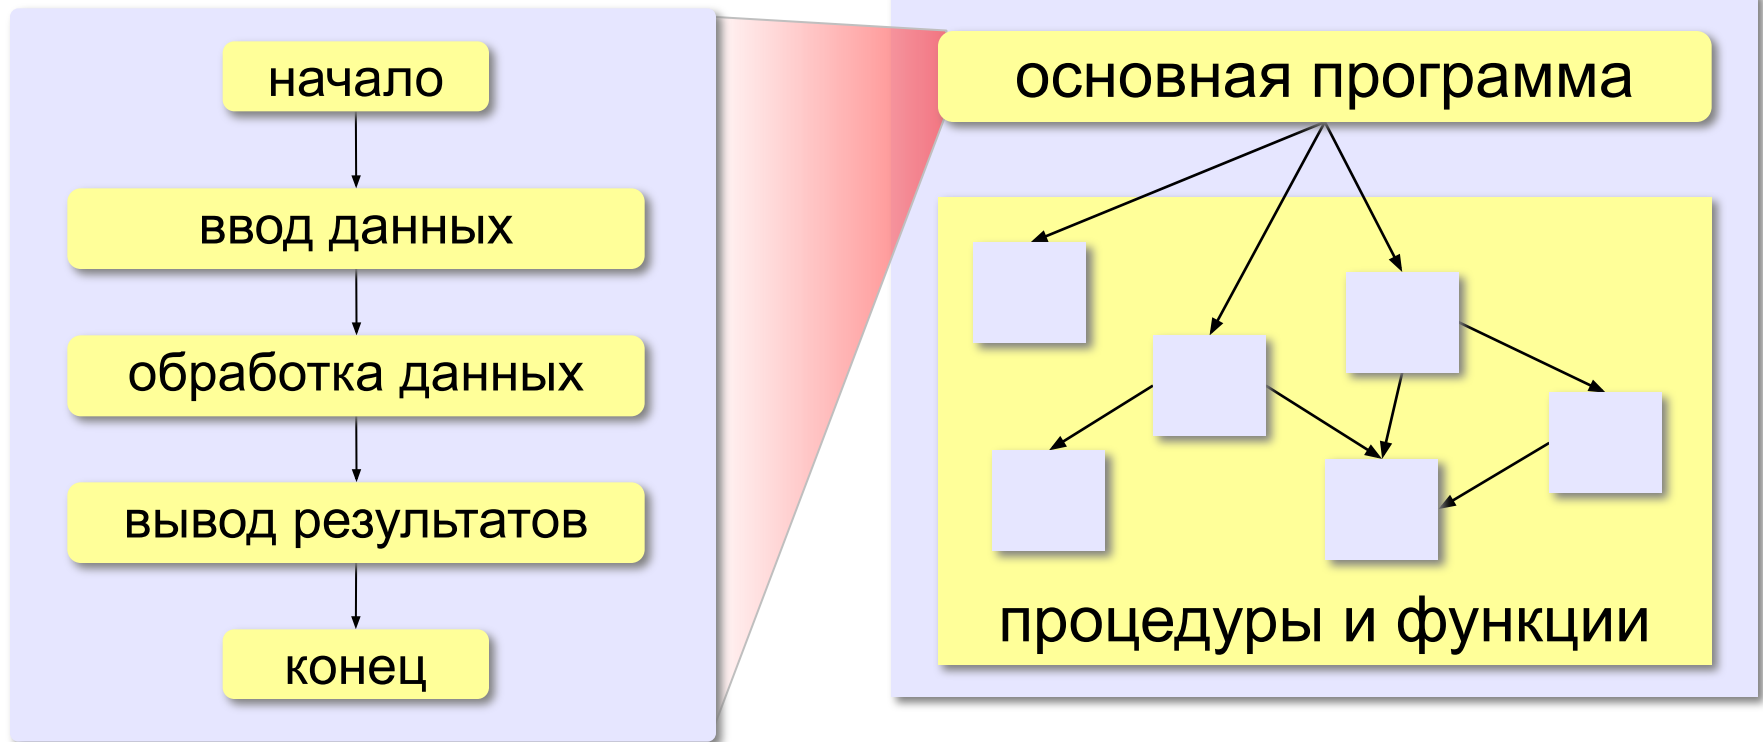 начало
ввод данных
обработка данных
вывод результатов
конец
основная программа
процедуры и функции